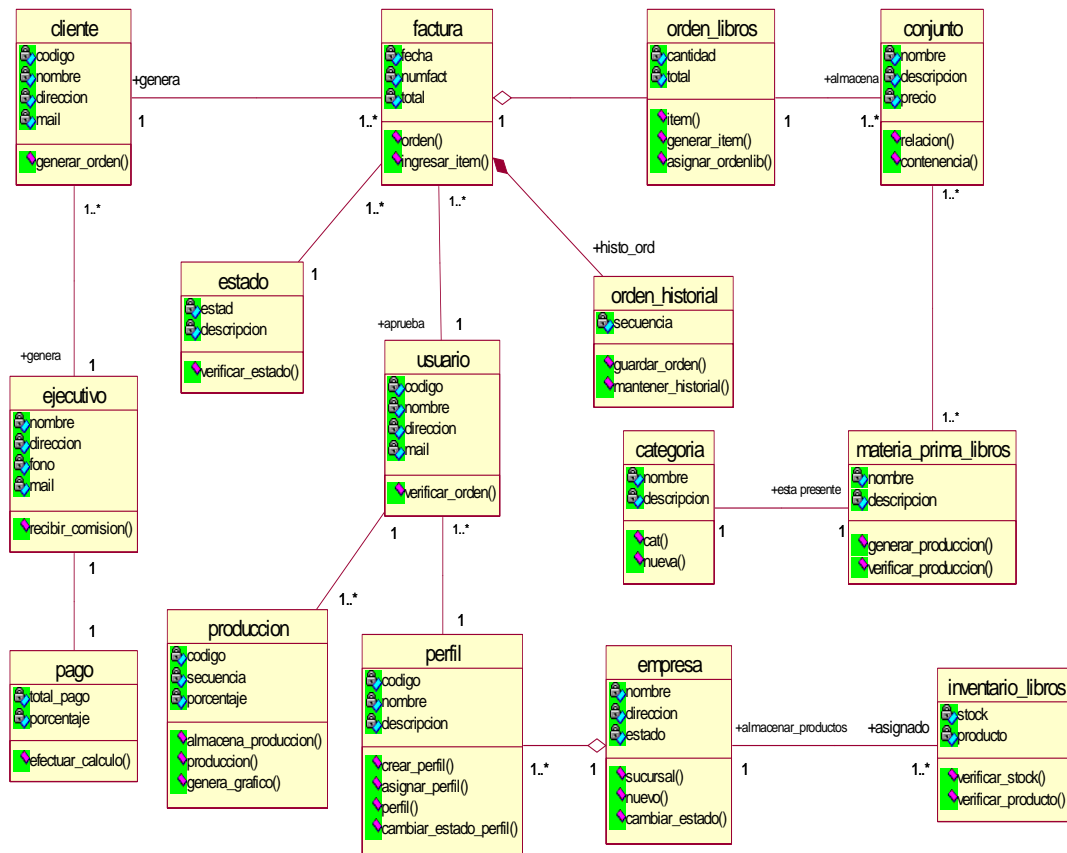 cliente
codigo
nombre
direccion
mail
generar_orden()
+genera
1
1..*
factura
fecha
numfact
total
orden()
ingresar_item()
1
orden_libros
cantidad
total
item()
generar_item()
asignar_ordenlib()
+almacena
1
1..*
conjunto
nombre
descripcion
precio
relacion()
contenencia()
1..*
1..*
1..*
1..*
+histo_ord
1
estado
estad
descripcion
verificar_estado()
orden_historial
secuencia
guardar_orden()
mantener_historial()
+aprueba
1
+genera
1
usuario
codigo
nombre
direccion
mail
verificar_orden()
ejecutivo
nombre
direccion
fono
mail
recibir_comision()
1..*
categoria
nombre
descripcion
cat()
nueva()
+esta presente
1
1
materia_prima_libros
nombre
descripcion
generar_produccion()
verificar_produccion()
1
1..*
1
1
1..*
1
produccion
codigo
secuencia
porcentaje
almacena_produccion()
produccion()
genera_grafico()
pago
total_pago
porcentaje
efectuar_calculo()
perfil
codigo
nombre
descripcion
crear_perfil()
asignar_perfil()
perfil()
cambiar_estado_perfil()
1..*
1
empresa
nombre
direccion
estado
sucursal()
nuevo()
cambiar_estado()
+almacenar_productos
+asignado
1
1..*
inventario_libros
stock
producto
verificar_stock()
verificar_producto()